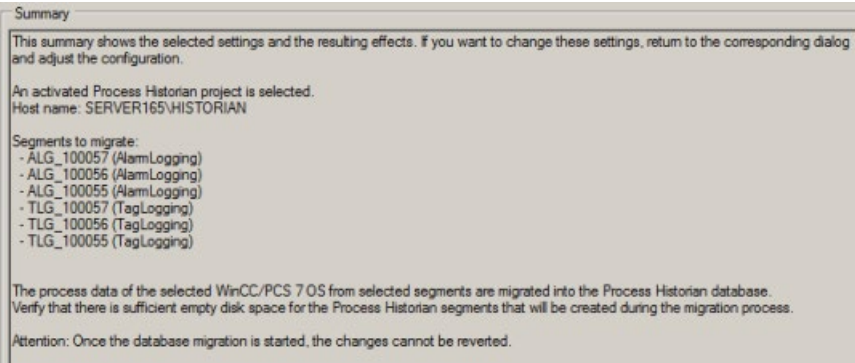 Summary
This summary shows the selected settings and the resulting effects. If you want to change these settings, return to the corresponding dialog
and adjust the configuration.
An activated Process Historian project is selected.
Host name: SERVER165\HISTORIAN
Segments to migrate:
- ALG_100057 (AlarmLogging)
- ALG_100056 (AlarmLogging)
- ALG_100055 (AlarmLogging)
- TLG_100057 (TagLogging)
- TLG_100056 (TagLogging)
- TLG_100055 (TagLogging)
The process data of the selected WinCC/PCS 7 OS from selected segments are migrated into the Process Historian database.
Verify that there is sufficient empty disk space for the Process Historian segments that will be created during the migration process.
Attention: Once the database migration is started, the changes cannot be reverted.